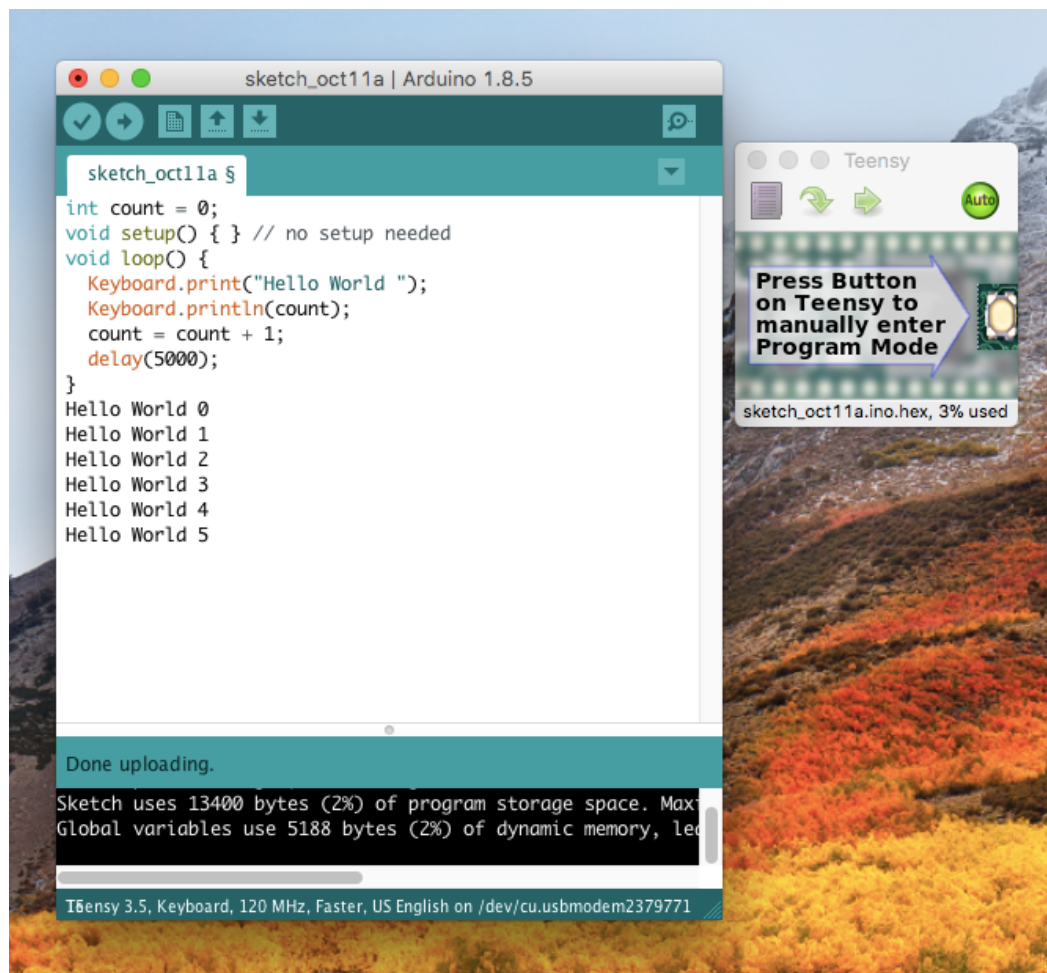 sketch_oct11a | Arduino 1.8.5
sketch_oct11a §
int count = 0;
void setup() { } // no setup needed
void loop() {
  Keyboard.print("Hello World ");
  Keyboard.println(count);
  count = count + 1;
  delay(5000);
}
Hello World 0
Hello World 1
Hello World 2
Hello World 3
Hello World 4
Hello World 5
Done uploading.
Sketch uses 13400 bytes (2%) of program storage space.
Global variables use 5188 bytes (2%) of dynamic memory,
Teensy 3.5, Keyboard, 120 MHz, Faster, US English on /dev/cu.usbmodem2379771
Teensy
Auto
Press Button
on Teensy to
manually enter
Program Mode
sketch_oct11a.ino.hex, 3% used